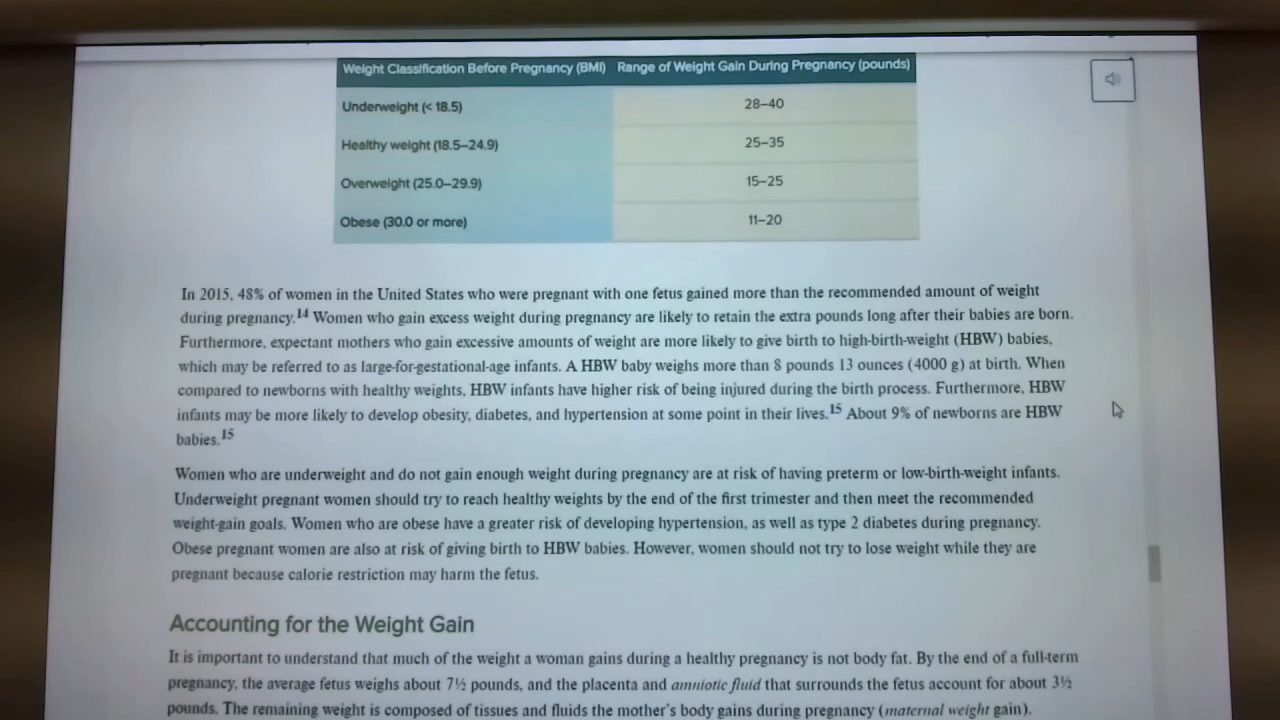 Weight Classification Before Pregnancy (BMI) Range of Weight Gain During Pregnancy (pounds)
Underweight (< 18.5) 28–40
Healthy weight (18.5–24.9) 25–35
Overweight (25.0–29.9) 15–25
Obese (30.0 or more) 11–20
In 2015, 48% of women in the United States who were pregnant with one fetus gained more than the recommended amount of weight
during pregnancy.14 Women who gain excess weight during pregnancy are likely to retain the extra pounds long after their babies are born.
Furthermore, expectant mothers who gain excessive amounts of weight are more likely to give birth to high-birth-weight (HBW) babies,
which may be referred to as large-for-gestational-age infants. A HBW baby weighs more than 8 pounds 13 ounces (4000 g) at birth. When
compared to newborns with healthy weights, HBW infants have higher risk of being injured during the birth process. Furthermore, HBW
infants may be more likely to develop obesity, diabetes, and hypertension at some point in their lives.15 About 9% of newborns are HBW
babies.15
Women who are underweight and do not gain enough weight during pregnancy are at risk of having preterm or low-birth-weight infants.
Underweight pregnant women should try to reach healthy weights by the end of the first trimester and then meet the recommended
weight-gain goals. Women who are obese have a greater risk of developing hypertension, as well as type 2 diabetes during pregnancy.
Obese pregnant women are also at risk of giving birth to HBW babies. However, women should not try to lose weight while they are
pregnant because calorie restriction may harm the fetus.
Accounting for the Weight Gain
It is important to understand that much of the weight a woman gains during a healthy pregnancy is not body fat. By the end of a full-term
pregnancy, the average fetus weighs about 7½ pounds, and the placenta and amniotic fluid that surrounds the fetus account for about 3½
pounds. The remaining weight is composed of tissues and fluids the mother's body gains during pregnancy (maternal weight gain).